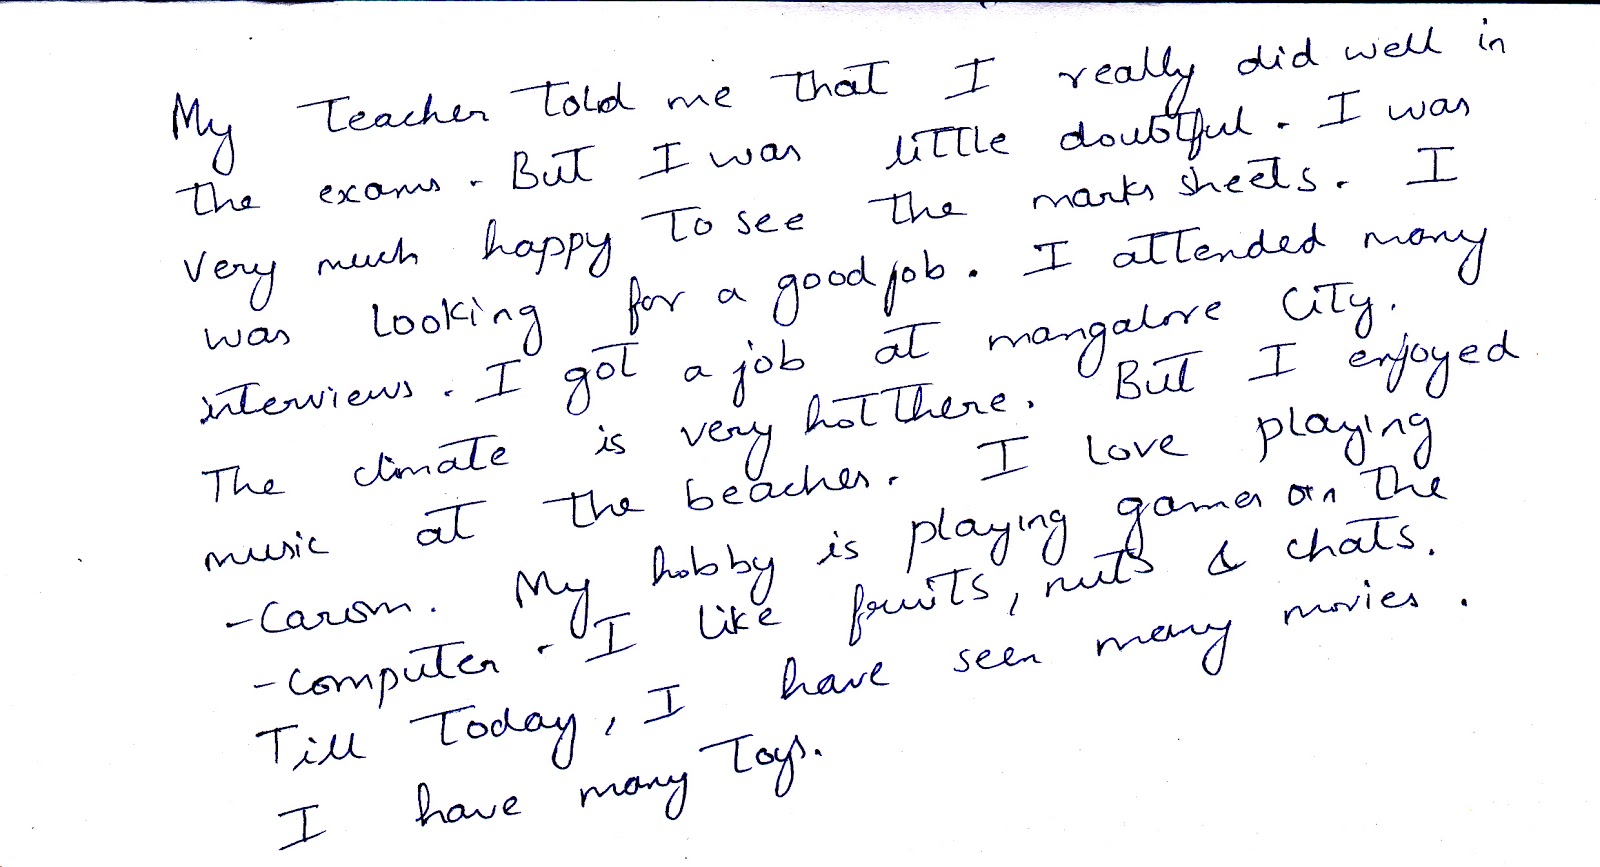 My Teacher told me that I really did well in
the exams. But I was little doubtful. I was
very much happy to see the marks sheets. I
was looking for a good job. I attended many
interviews. I got a job at mangalore city.
The climate is very hot there. But I enjoyed
music at the beaches. I love playing
-carom. My hobby is playing games on the
-computer. I like fruits, nuts & chats.
Till Today, I have seen many movies.
I have many Toys.